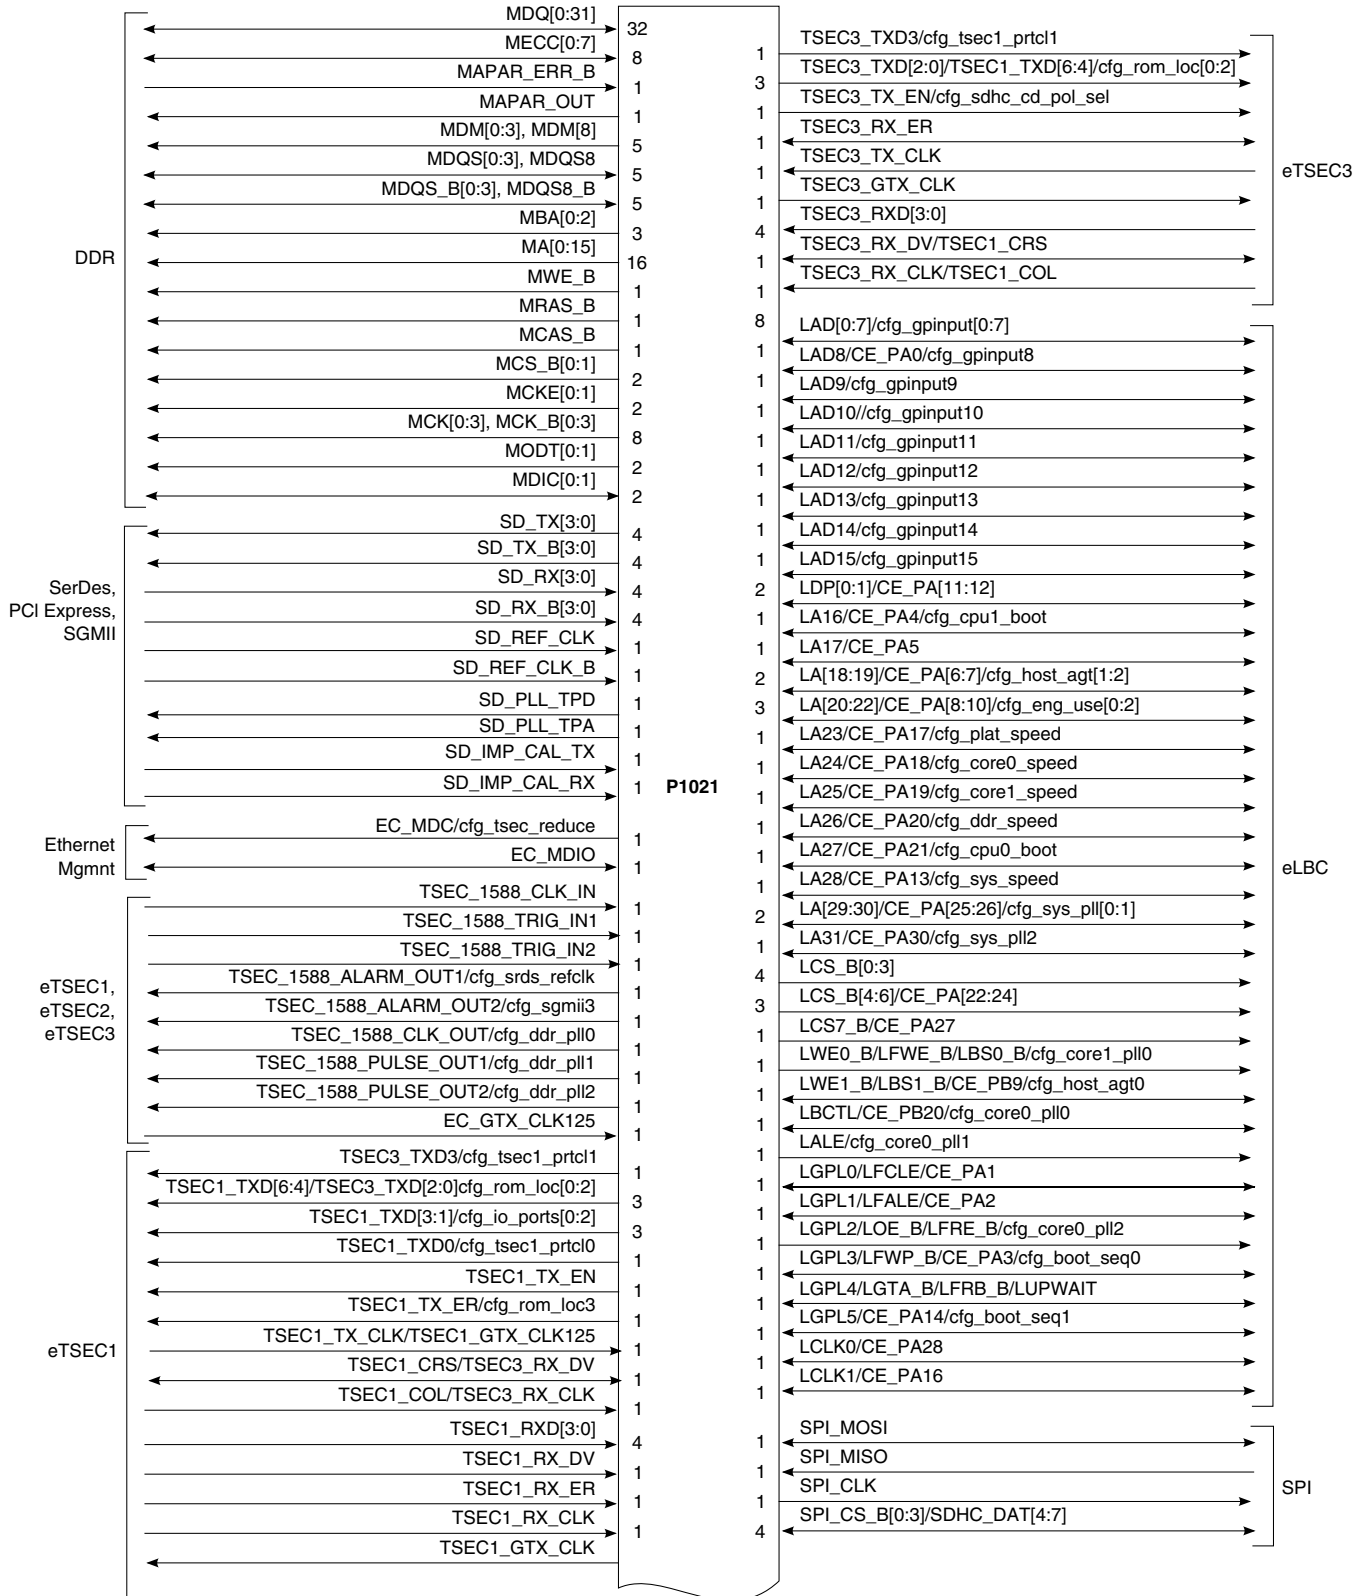 MDQ[0:31]
32
MECC[0:7]
8
MAPAR_ERR_B
1
MAPAR_OUT
1
MDM[0:3], MDM[8]
5
MDQS[0:3], MDQS8
5
MDQS_B[0:3], MDQS8_B
5
MBA[0:2]
3
DDR
MA[0:15]
16
MWE_B
1
MRAS_B
1
MCAS_B
1
MCS_B[0:1]
2
MCKE[0:1]
2
MCK[0:3], MCK_B[0:3]
8
MODT[0:1]
2
MDIC[0:1]
2
SD_TX[3:0]
4
SD_TX_B[3:0]
4
SerDes,
PCI Express,
SGMII
SD_RX[3:0]
4
SD_RX_B[3:0]
4
SD_REF_CLK
1
SD_REF_CLK_B
1
SD_PLL_TPD
1
SD_PLL_TPA
1
SD_IMP_CAL_TX
1
SD_IMP_CAL_RX
1
P1021
Ethernet
Mgmnt
EC_MDC/cfg_tsec_reduce
1
EC_MDIO
1
TSEC_1588_CLK_IN
1
TSEC_1588_TRIG_IN1
1
TSEC_1588_TRIG_IN2
1
eTSEC1,
eTSEC2,
eTSEC3
TSEC_1588_ALARM_OUT1/cfg_srds_refclk
1
TSEC_1588_ALARM_OUT2/cfg_sgmii3
1
TSEC_1588_CLK_OUT/cfg_ddr_pll0
1
TSEC_1588_PULSE_OUT1/cfg_ddr_pll1
1
TSEC_1588_PULSE_OUT2/cfg_ddr_pll2
1
EC_GTX_CLK125
1
TSEC3_TXD3/cfg_tsec1_prtcl1
1
TSEC1_TXD[6:4]/TSEC3_TXD[2:0]cfg_rom_loc[0:2]
3
TSEC1_TXD[3:1]/cfg_io_ports[0:2]
3
TSEC1_TXD0/cfg_tsec1_prtcl0
1
TSEC1_TX_EN
1
TSEC1_TX_ER/cfg_rom_loc3
1
eTSEC1
TSEC1_TX_CLK/TSEC1_GTX_CLK125
1
TSEC1_CRS/TSEC3_RX_DV
1
TSEC1_COL/TSEC3_RX_CLK
1
TSEC1_RXD[3:0]
4
TSEC1_RX_DV
1
TSEC1_RX_ER
1
TSEC1_RX_CLK
1
TSEC1_GTX_CLK
TSEC3_TXD3/cfg_tsec1_prtcl1
1
TSEC3_TXD[2:0]/TSEC1_TXD[6:4]/cfg_rom_loc[0:2]
3
TSEC3_TX_EN/cfg_sdhc_cd_pol_sel
1
TSEC3_RX_ER
1
TSEC3_TX_CLK
1
eTSEC3
TSEC3_GTX_CLK
1
TSEC3_RXD[3:0]
4
TSEC3_RX_DV/TSEC1_CRS
1
TSEC3_RX_CLK/TSEC1_COL
1
8
LAD[0:7]/cfg_gpinput[0:7]
1
LAD8/CE_PA0/cfg_gpinput8
1
LAD9/cfg_gpinput9
1
LAD10//cfg_gpinput10
1
LAD11/cfg_gpinput11
1
LAD12/cfg_gpinput12
1
LAD13/cfg_gpinput13
1
LAD14/cfg_gpinput14
1
LAD15/cfg_gpinput15
2
LDP[0:1]/CE_PA[11:12]
1
LA16/CE_PA4/cfg_cpu1_boot
1
LA17/CE_PA5
2
LA[18:19]/CE_PA[6:7]/cfg_host_agt[1:2]
3
LA[20:22]/CE_PA[8:10]/cfg_eng_use[0:2]
1
LA23/CE_PA17/cfg_plat_speed
1
LA24/CE_PA18/cfg_core0_speed
1
LA25/CE_PA19/cfg_core1_speed
1
LA26/CE_PA20/cfg_ddr_speed
1
LA27/CE_PA21/cfg_cpu0_boot
eLBC
1
LA28/CE_PA13/cfg_sys_speed
2
LA[29:30]/CE_PA[25:26]/cfg_sys_pll[0:1]
1
LA31/CE_PA30/cfg_sys_pll2
4
LCS_B[0:3]
3
LCS_B[4:6]/CE_PA[22:24]
1
LCS7_B/CE_PA27
1
LWE0_B/LFWE_B/LBS0_B/cfg_core1_pll0
1
LWE1_B/LBS1_B/CE_PB9/cfg_host_agt0
1
LBCTL/CE_PB20/cfg_core0_pll0
1
LALE/cfg_core0_pll1
1
LGPL0/LFCLE/CE_PA1
1
LGPL1/LFALE/CE_PA2
1
LGPL2/LOE_B/LFRE_B/cfg_core0_pll2
1
LGPL3/LFWP_B/CE_PA3/cfg_boot_seq0
1
LGPL4/LGTA_B/LFRB_B/LUPWAIT
1
LGPL5/CE_PA14/cfg_boot_seq1
1
LCLK0/CE_PA28
1
LCLK1/CE_PA16
1
SPI_MOSI
1
SPI_MISO
1
SPI_CLK
1
SPI
SPI_CS_B[0:3]/SDHC_DAT[4:7]
4